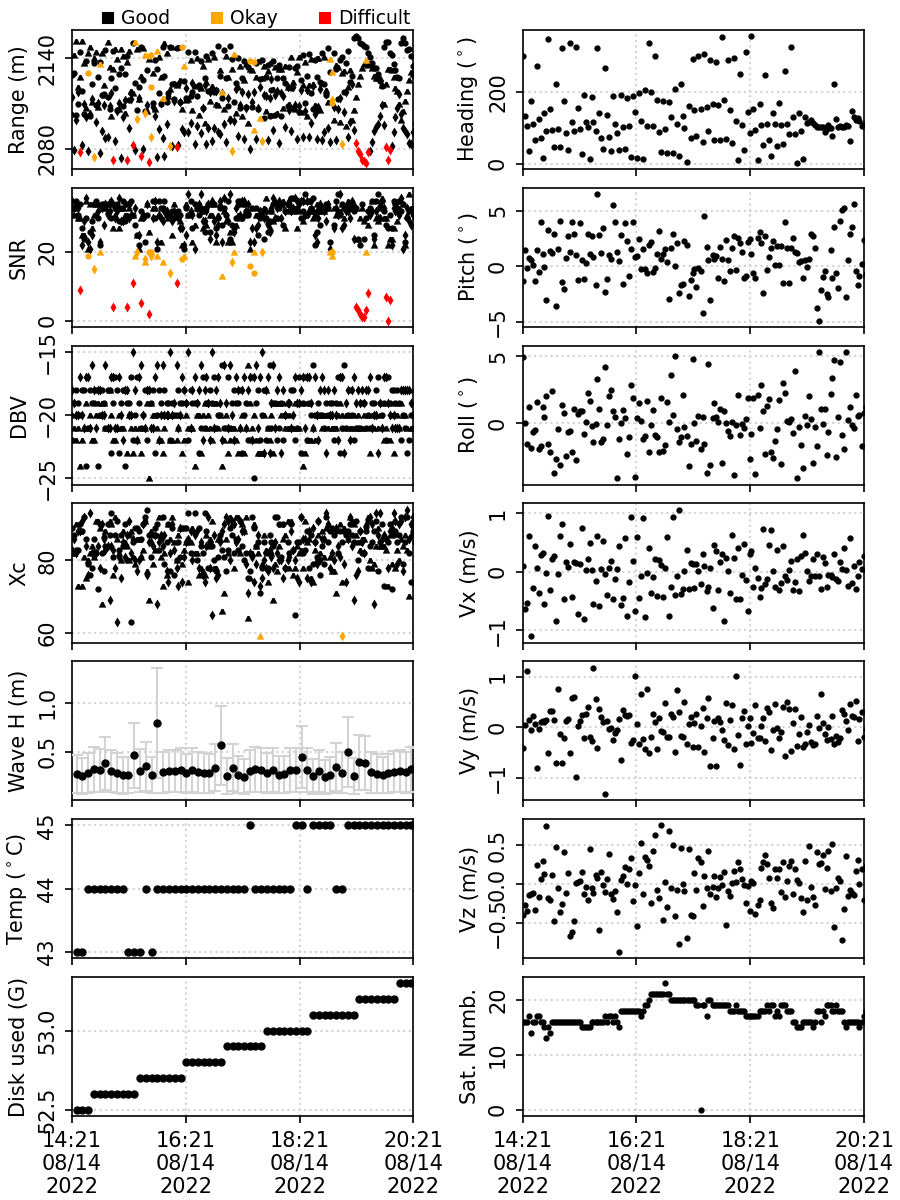 Good Okay Difficult
Range (m)
2140
2080
Heading (°)
200
0
SNR
20
0
Pitch (°)
5
0
−5
DBV
−15
−20
−25
Roll (°)
5
0
Xc
80
60
Vx (m/s)
1
0
−1
Wave H (m)
1.0
0.5
Vy (m/s)
1
0
−1
Temp (°C)
45
44
43
Vz (m/s)
0.5
0.0
−0.5
Disk used (G)
53.0
52.5
Sat. Numb.
20
10
0
14:21 16:21 18:21 20:21
08/14 08/14 08/14 08/14
2022 2022 2022 2022
14:21 16:21 18:21 20:21
08/14 08/14 08/14 08/14
2022 2022 2022 2022